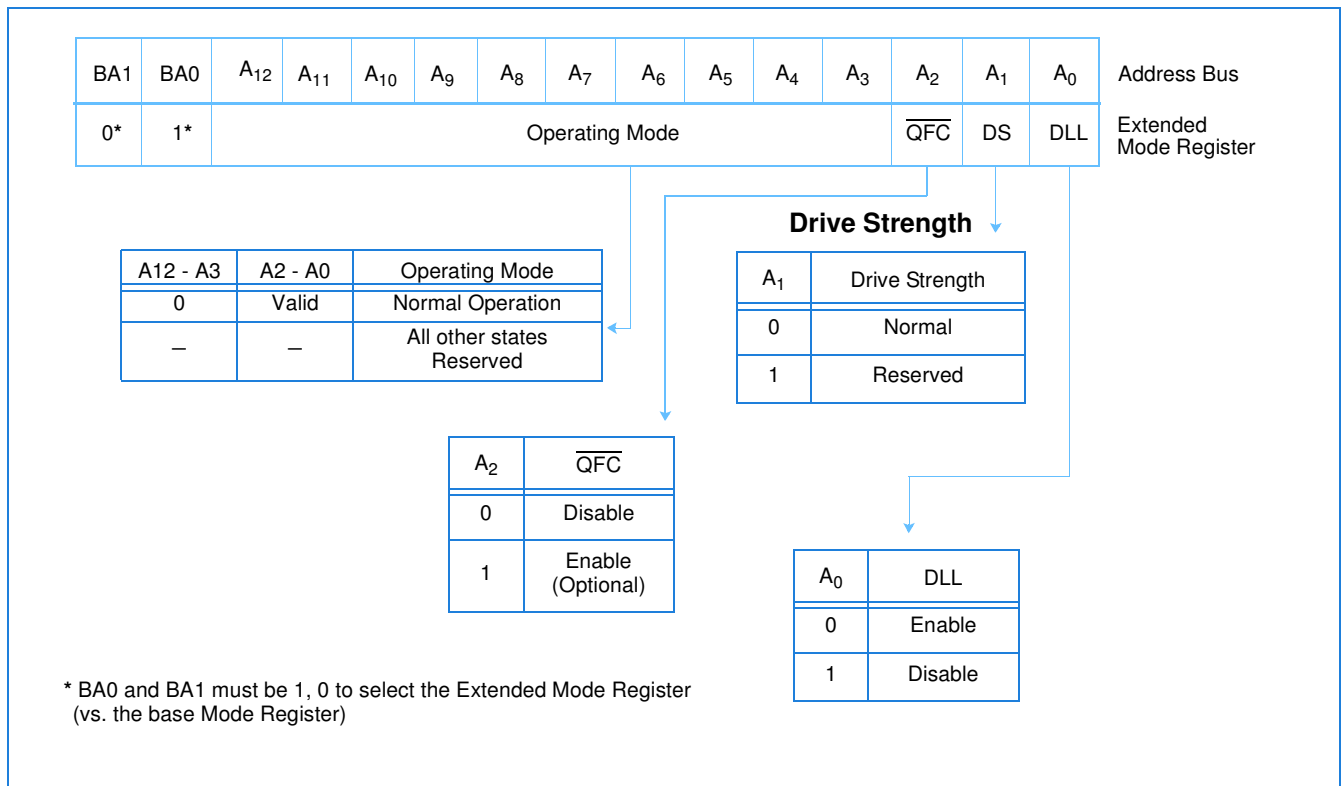 BA1 BA0 A12 A11 A10 A9 A8 A7 A6 A5 A4 A3 A2 A1 A0 Address Bus
0* 1* Operating Mode Q̅F̅C̅ DS DLL Extended
Mode Register
Drive Strength
A12 - A3 A2 - A0 Operating Mode
0 Valid Normal Operation
– – All other states
Reserved
A1 Drive Strength
0 Normal
1 Reserved
A2 Q̅F̅C̅
0 Disable
1 Enable
(Optional)
A0 DLL
0 Enable
1 Disable
* BA0 and BA1 must be 1, 0 to select the Extended Mode Register
(vs. the base Mode Register)